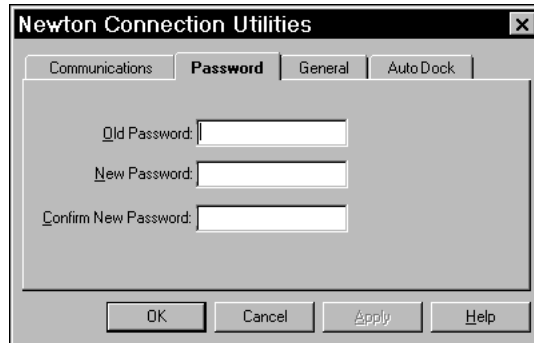 Newton Connection Utilities
Communications Password General Auto Dock
Old Password:
New Password:
Confirm New Password:
OK Cancel Apply Help